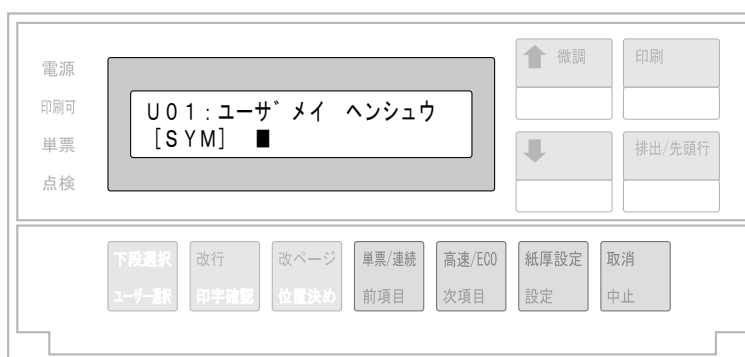 電源
印刷可
単票
点検
U01:ユーザ゛メイ ヘンシュウ
[SYM] ■
微調
印刷
排出/先頭行
下段選択
ユーザー選択
改行
印字確認
改ページ
位置決め
単票/連続
前項目
高速/ECO
次項目
紙厚設定
設定
取消
中止